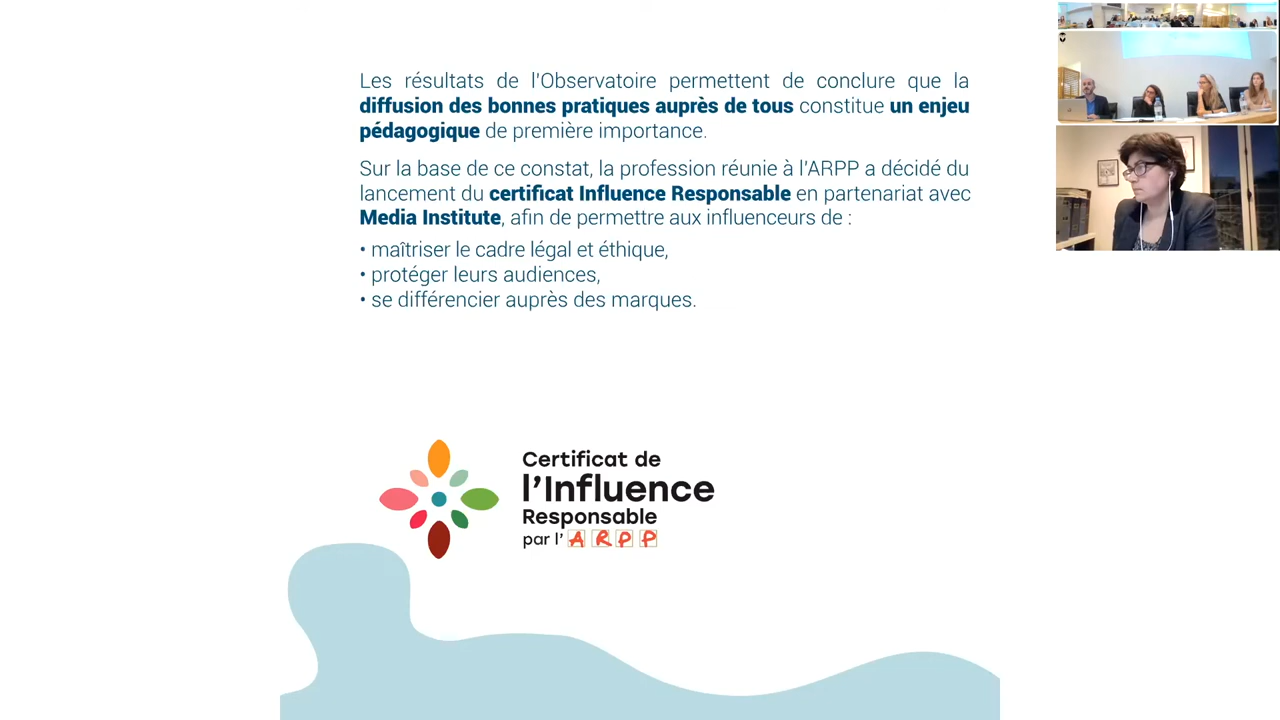 Les résultats de l'Observatoire permettent de conclure que la
diffusion des bonnes pratiques auprès de tous constitue un enjeu
pédagogique de première importance.
Sur la base de ce constat, la profession réunie à l'ARPP a décidé du
lancement du certificat Influence Responsable en partenariat avec
Media Institute, afin de permettre aux influenceurs de :
• maîtriser le cadre légal et éthique,
• protéger leurs audiences,
• se différencier auprès des marques.
Certificat de
l'Influence
Responsable
par l'ARPP